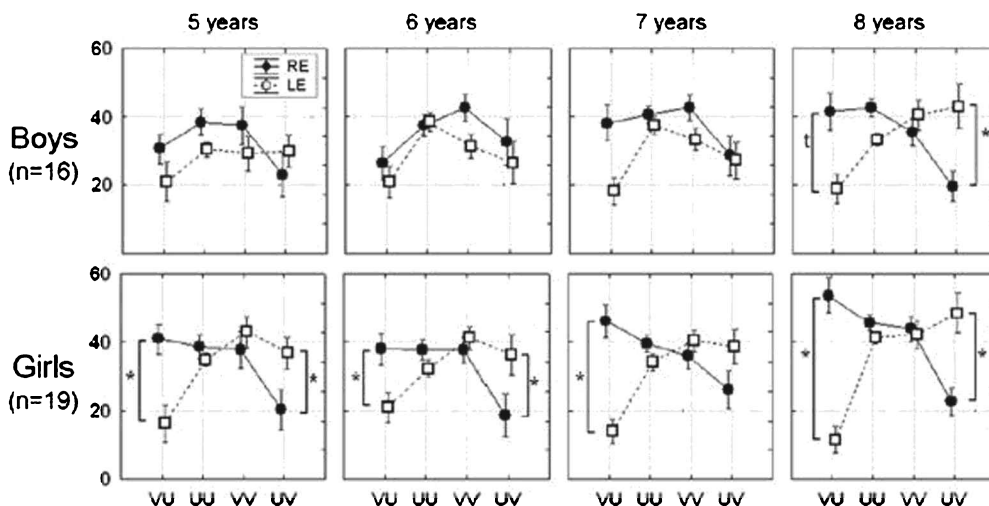 5 years 6 years 7 years 8 years
60
RE
LE
40
20
Boys
(n=16)
t
*
60
40
20
0
Girls
(n=19)
* * * * * * *
VU UU VV UV VU UU VV UV VU UU VV UV VU UU VV UV